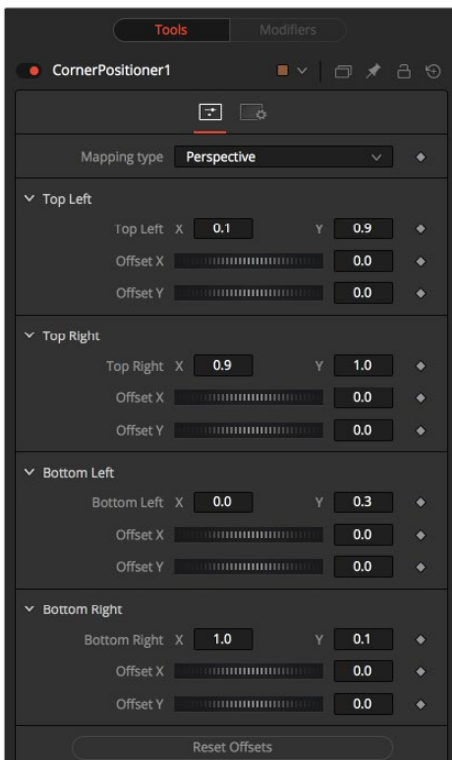 Tools Modifiers
CornerPositioner1
Mapping type Perspective
Top Left
Top Left X 0.1 Y 0.9
Offset X 0.0
Offset Y 0.0
Top Right
Top Right X 0.9 Y 1.0
Offset X 0.0
Offset Y 0.0
Bottom Left
Bottom Left X 0.0 Y 0.3
Offset X 0.0
Offset Y 0.0
Bottom Right
Bottom Right X 1.0 Y 0.1
Offset X 0.0
Offset Y 0.0
Reset Offsets